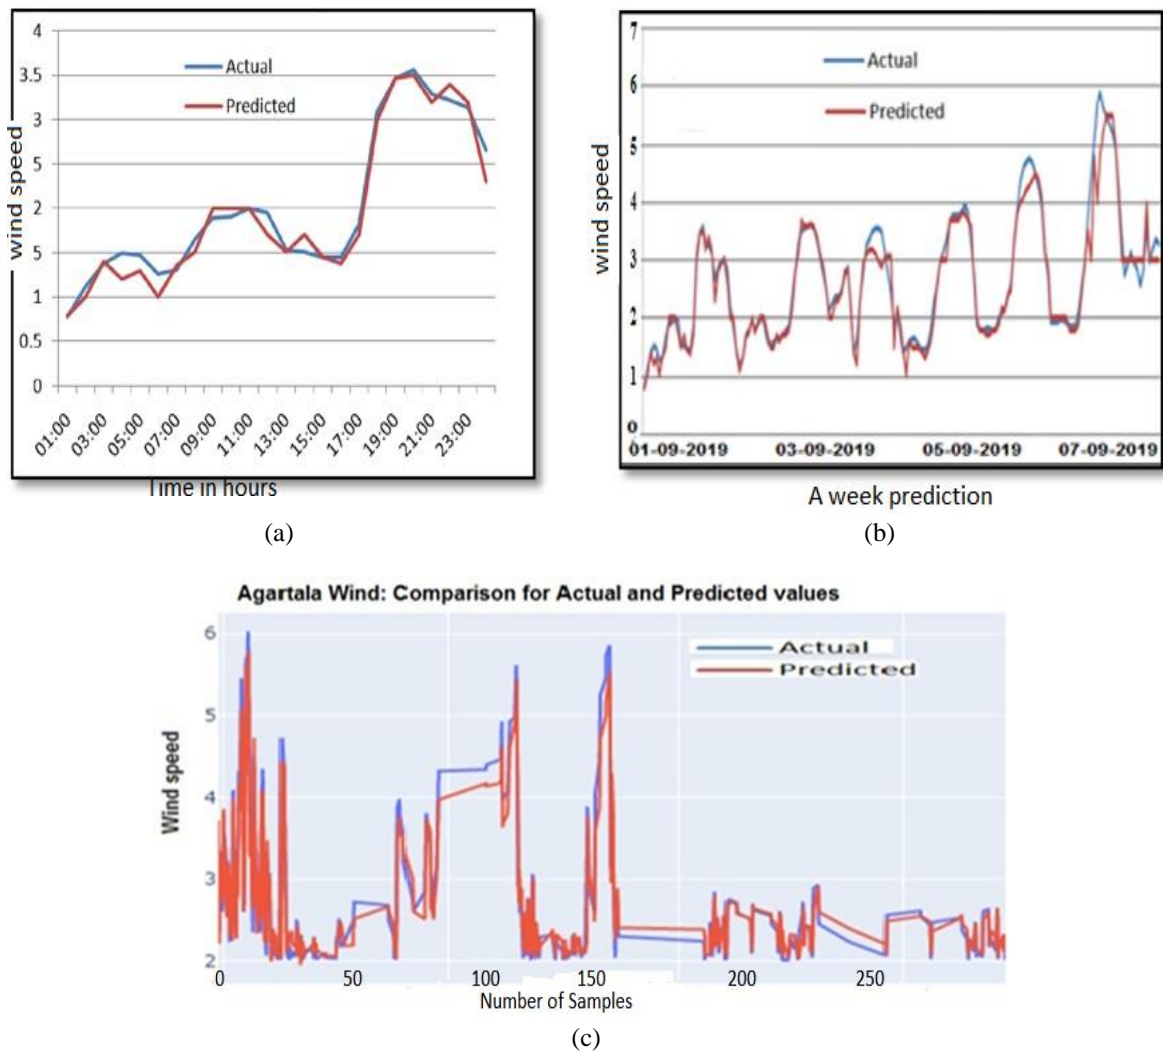 4
3.5
3
5
2
5
1
0.5
0
wind speed
Actual
Predicted
01:00
03:00
05:00
07:00
09:00
11:00
13:00
15:00
17:00
19:00
21:00
23:00
Time in hours
(a)
7
6
5
4
3
2
1
0
wind speed
Actual
Predicted
01-09-2019 03-09-2019 05-09-2019 07-09-2019
A week prediction
(b)
Agartala Wind: Comparison for Actual and Predicted values
6
5
4
3
2
Wind speed
Actual
Predicted
0 50 100 150 200 250
Number of Samples
(c)